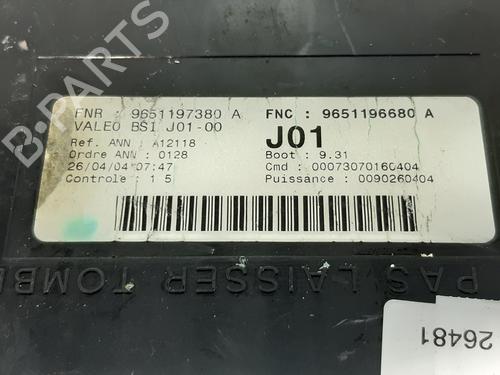 FNR : 9651197380 A
FNC : 9651196680 A
VALEO BSI J01-00
J01
Ref. ANN : A12118
Ordre ANN : 0128
Boot : 9.31
26/04/04 07:47
Cmd : 00073070160404
Controle : 1 5
Puissance : 0090260404
PAS LAISSER TOMBE
26481
B-PARTS